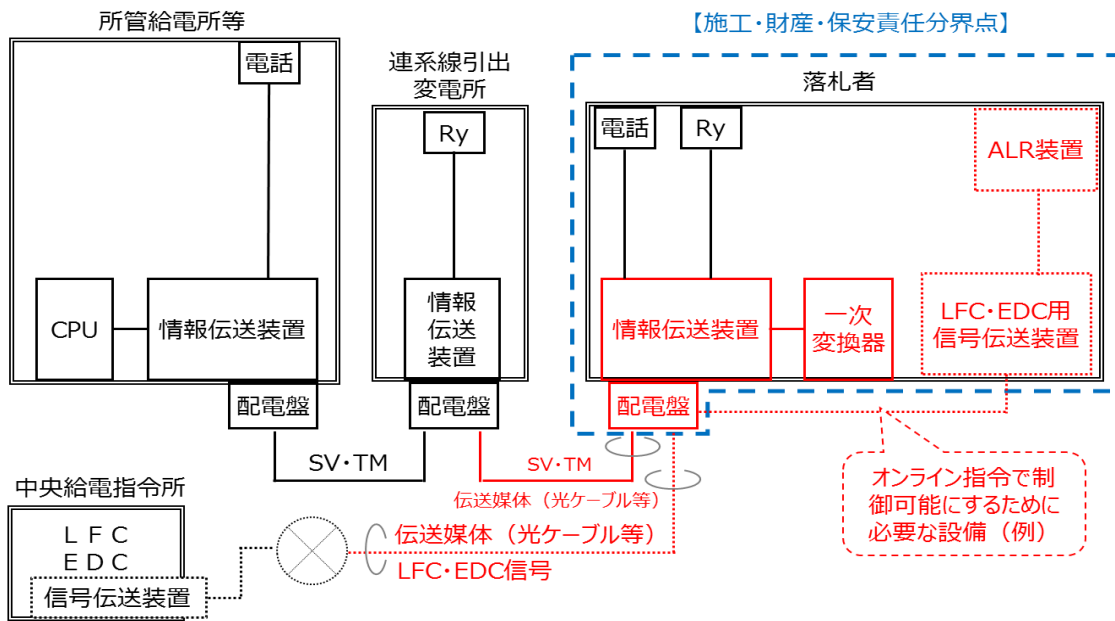 所管給電所等
電話
CPU
情報伝送装置
配電盤
連系線引出
変電所
Ry
情報
伝送
装置
配電盤
【施工・財産・保安責任分界点】
落札者
電話
Ry
ALR装置
情報伝送装置
一次
変換器
LFC・EDC用
信号伝送装置
配電盤
SV・TM
SV・TM
伝送媒体（光ケーブル等）
オンライン指令で制
御可能にするために
必要な設備（例）
中央給電指令所
ＬＦＣ
ＥＤＣ
信号伝送装置
伝送媒体（光ケーブル等）
LFC・EDC信号